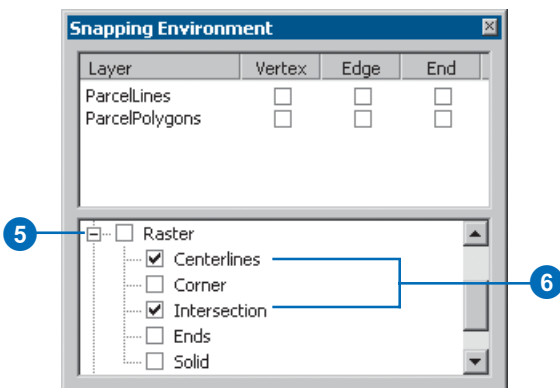 Snapping Environment
Layer Vertex Edge End
ParcelLines
ParcelPolygons
5 Raster
Centerlines
Corner
6
Intersection
Ends
Solid